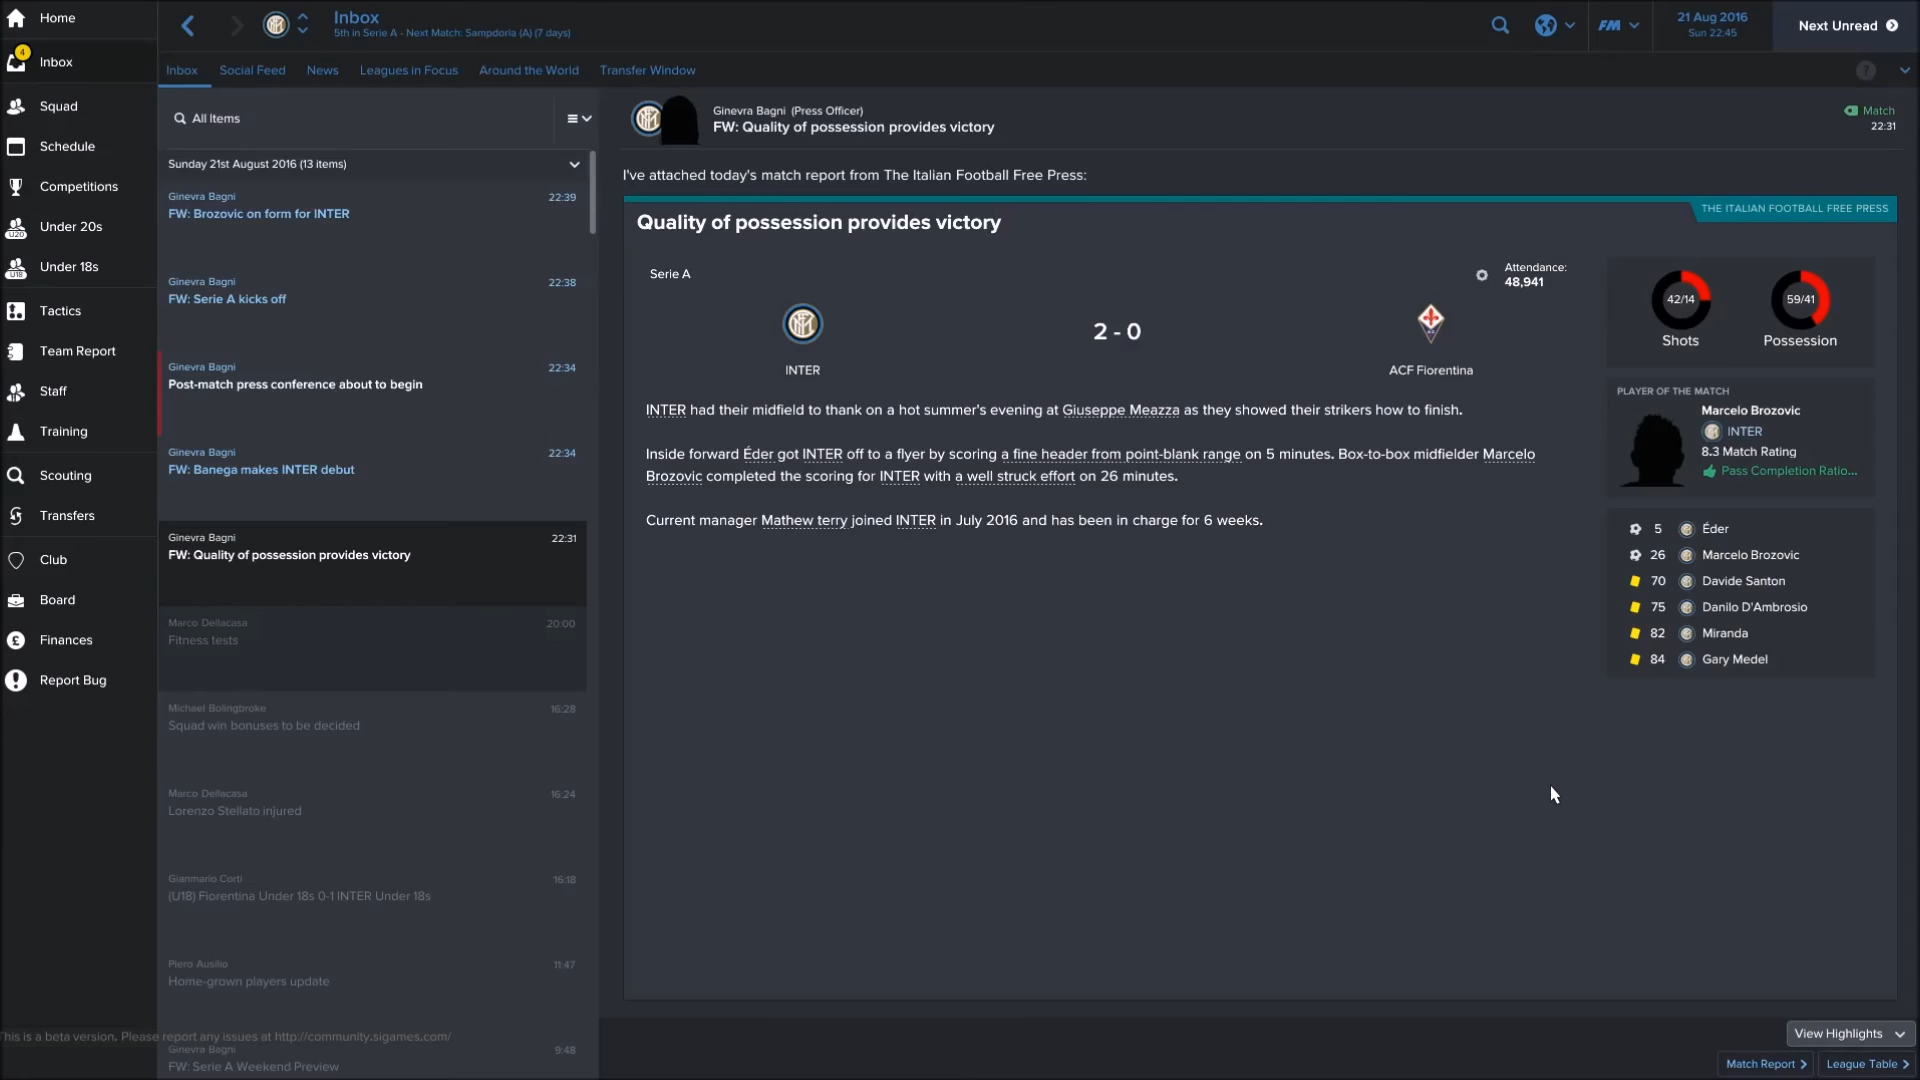 Home
Inbox
5th in Serie A - Next Match: Sampdoria (A) (7 days)
FM
21 Aug 2016
Sun 22:45
Next Unread
4
Inbox
Squad
Schedule
Competitions
U20
Under 20s
U18
Under 18s
Tactics
Team Report
Staff
Training
Scouting
Transfers
Club
Board
Finances
Report Bug
Inbox
Social Feed
News
Leagues in Focus
Around the World
Transfer Window
?
All Items
Sunday 21st August 2016 (13 items)
Ginevra Bagni 22:39
FW: Brozovic on form for INTER
Ginevra Bagni 22:38
FW: Serie A kicks off
Ginevra Bagni 22:34
Post-match press conference about to begin
Ginevra Bagni 22:34
FW: Banega makes INTER debut
Ginevra Bagni 22:31
FW: Quality of possession provides victory
Marco Dellacasa 20:00
Fitness tests
Michael Bolingbroke 16:28
Squad win bonuses to be decided
Marco Dellacasa 16:24
Lorenzo Stellato injured
Gianmario Corti 16:18
(U18) Fiorentina Under 18s 0-1 INTER Under 18s
Piero Ausilio 11:47
Home-grown players update
This is a beta version. Please report any issues at http://community.sigames.com/
Ginevra Bagni 9:48
FW: Serie A Weekend Preview
Ginevra Bagni (Press Officer)
FW: Quality of possession provides victory
Match
22:31
I've attached today's match report from The Italian Football Free Press:
THE ITALIAN FOOTBALL FREE PRESS
Quality of possession provides victory
Serie A
Attendance:
48,941
2 - 0
INTER
ACF Fiorentina
INTER had their midfield to thank on a hot summer's evening at Giuseppe Meazza as they showed their strikers how to finish.
Inside forward Éder got INTER off to a flyer by scoring a fine header from point-blank range on 5 minutes. Box-to-box midfielder Marcelo
Brozovic completed the scoring for INTER with a well struck effort on 26 minutes.
Current manager Mathew terry joined INTER in July 2016 and has been in charge for 6 weeks.
42/14
Shots
59/41
Possession
PLAYER OF THE MATCH
Marcelo Brozovic
INTER
8.3 Match Rating
Pass Completion Ratio...
5 Éder
26 Marcelo Brozovic
70 Davide Santon
75 Danilo D'Ambrosio
82 Miranda
84 Gary Medel
View Highlights
Match Report
League Table